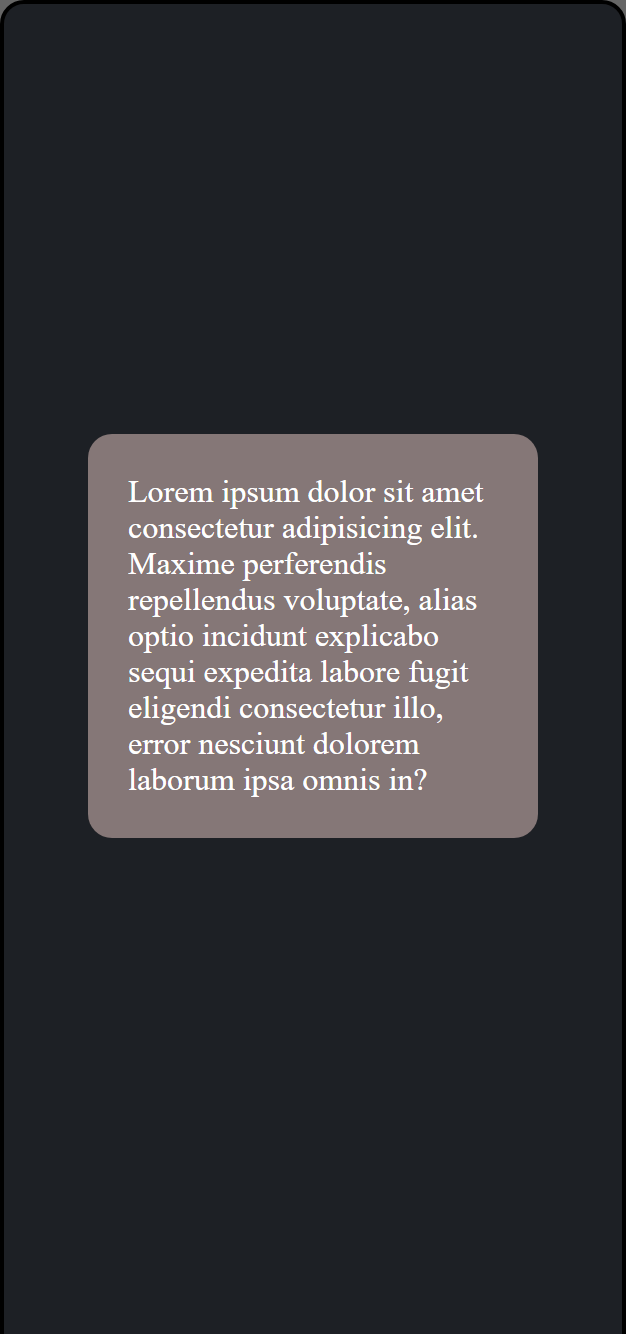 Lorem ipsum dolor sit amet
consectetur adipisicing elit.
Maxime perferendis
repellendus voluptate, alias
optio incidunt explicabo
sequi expedita labore fugit
eligendi consectetur illo,
error nesciunt dolorem
laborum ipsa omnis in?